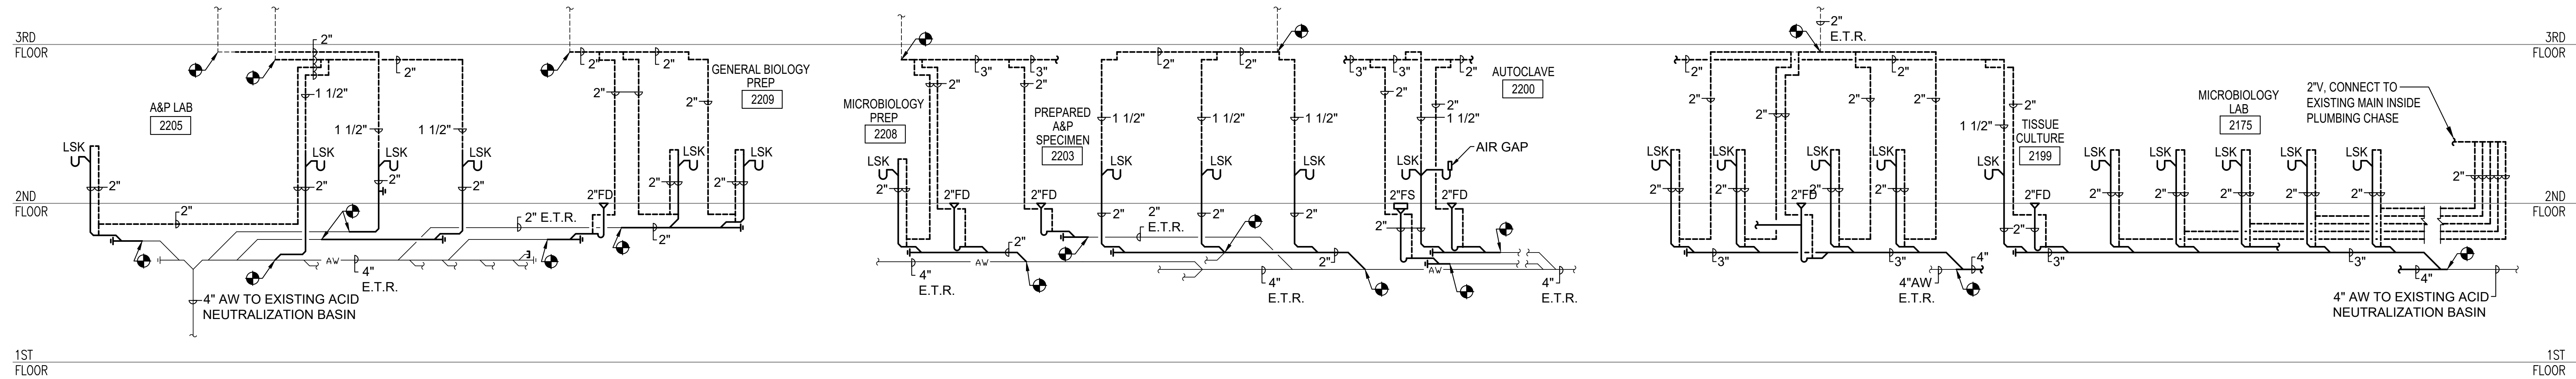 3RD
FLOOR
2"
2"
A&P LAB
2205
1 1/2"
1 1/2"
1 1/2"
LSK
LSK
LSK
LSK
2"
2"
2"
2"
2"
2ND
FLOOR
AW
4"
E.T.R.
4" AW TO EXISTING ACID
NEUTRALIZATION BASIN
1ST
FLOOR
2"
2"
GENERAL BIOLOGY
PREP
2209
2"
2"
LSK
LSK
2"FD
2"
2"
2" E.T.R.
2"
MICROBIOLOGY
PREP
2208
3"
3"
2"
2"
LSK
2"
2"FD
2"FD
PREPARED
A&P
SPECIMEN
2203
2"
AW
4"
E.T.R.
2"
E.T.R.
2"
2"
1 1/2"
1 1/2"
1 1/2"
LSK
LSK
LSK
2"
2"
2"
2"
4"
E.T.R.
3"
3"
2"
AUTOCLAVE
2200
2"
2"
1 1/2"
LSK
AIR GAP
2"FS
2"FD
2"
AW
4"
E.T.R.
2"
E.T.R.
2"
2"
2"
2"
2"
2"
2"
1 1/2"
LSK
LSK
LSK
LSK
LSK
2"
2"
2"FD
2"
2"
3"
3"
4"AW
E.T.R.
4"
TISSUE
CULTURE
2199
2"FD
2"
3"
MICROBIOLOGY
LAB
2175
LSK
LSK
LSK
LSK
LSK
2"
2"
2"
2"
2"
3"
2"V, CONNECT TO
EXISTING MAIN INSIDE
PLUMBING CHASE
2"
4"
4" AW TO EXISTING ACID
NEUTRALIZATION BASIN
3RD
FLOOR
2ND
FLOOR
1ST
FLOOR